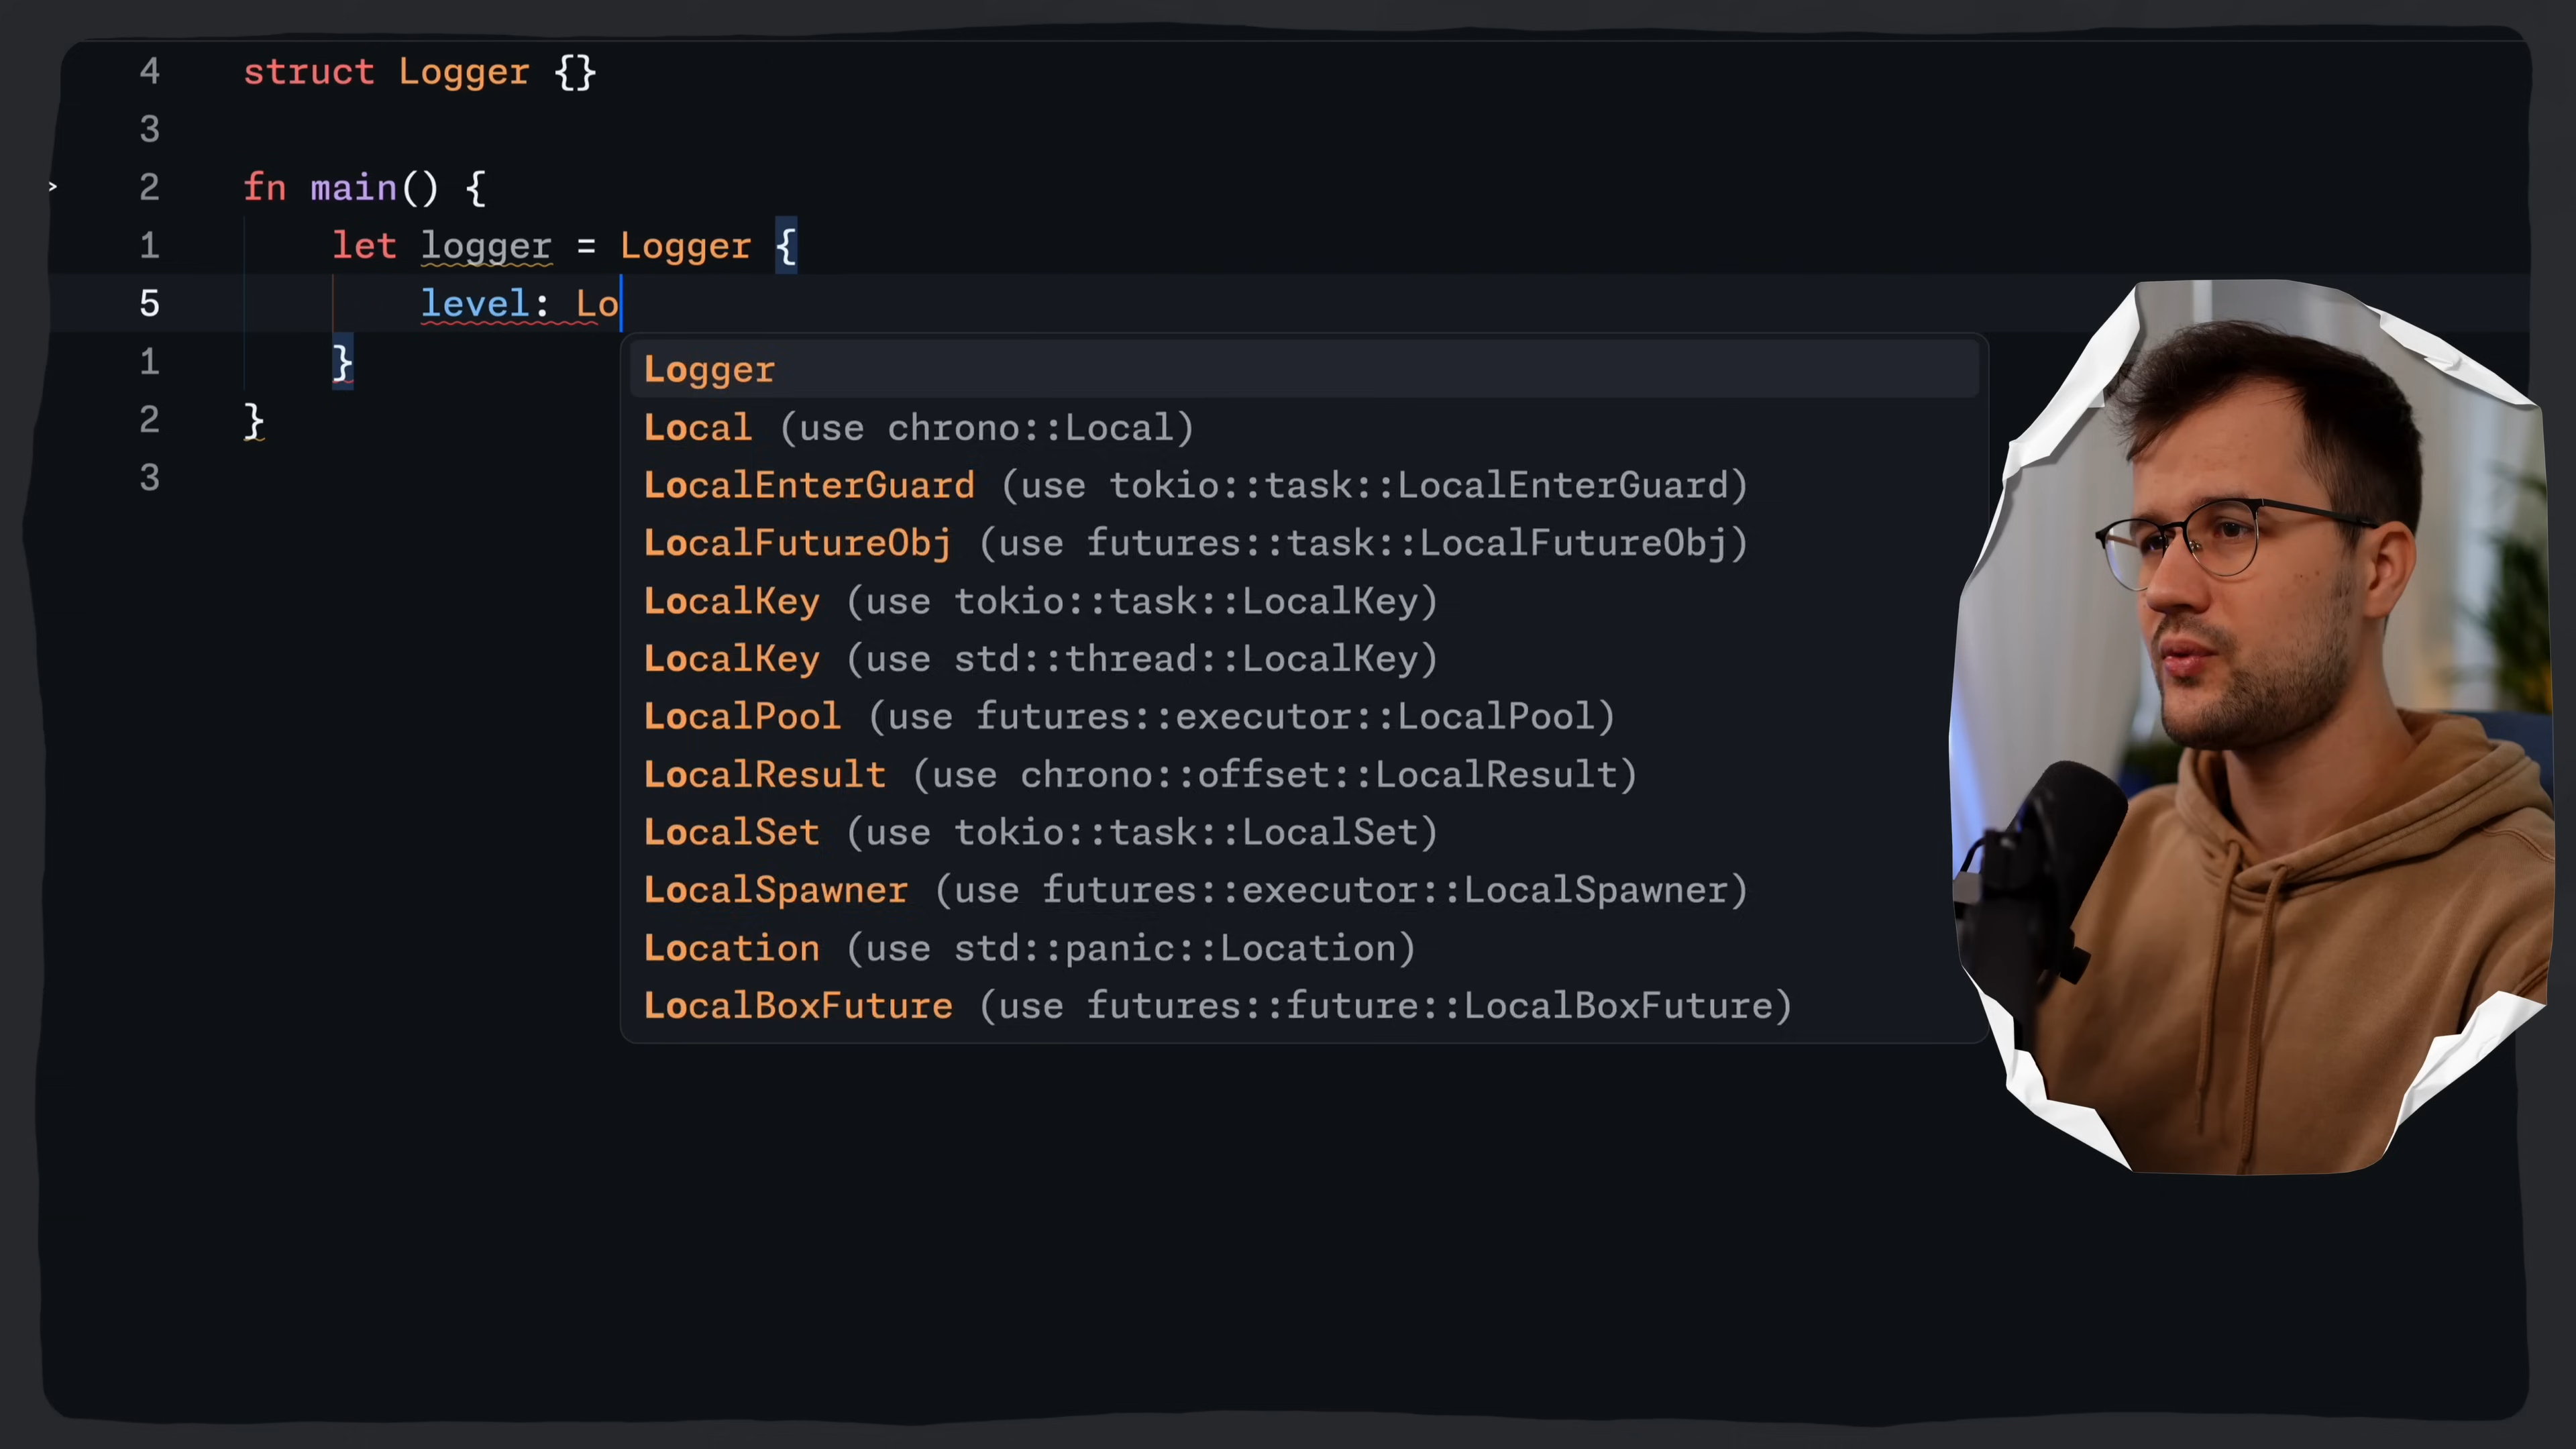 4 struct Logger {}
3
> 2 fn main() {
1 let logger = Logger {
5 level: Lo
1 }
2 }
3
Logger
Local (use chrono::Local)
LocalEnterGuard (use tokio::task::LocalEnterGuard)
LocalFutureObj (use futures::task::LocalFutureObj)
LocalKey (use tokio::task::LocalKey)
LocalKey (use std::thread::LocalKey)
LocalPool (use futures::executor::LocalPool)
LocalResult (use chrono::offset::LocalResult)
LocalSet (use tokio::task::LocalSet)
LocalSpawner (use futures::executor::LocalSpawner)
Location (use std::panic::Location)
LocalBoxFuture (use futures::future::LocalBoxFuture)